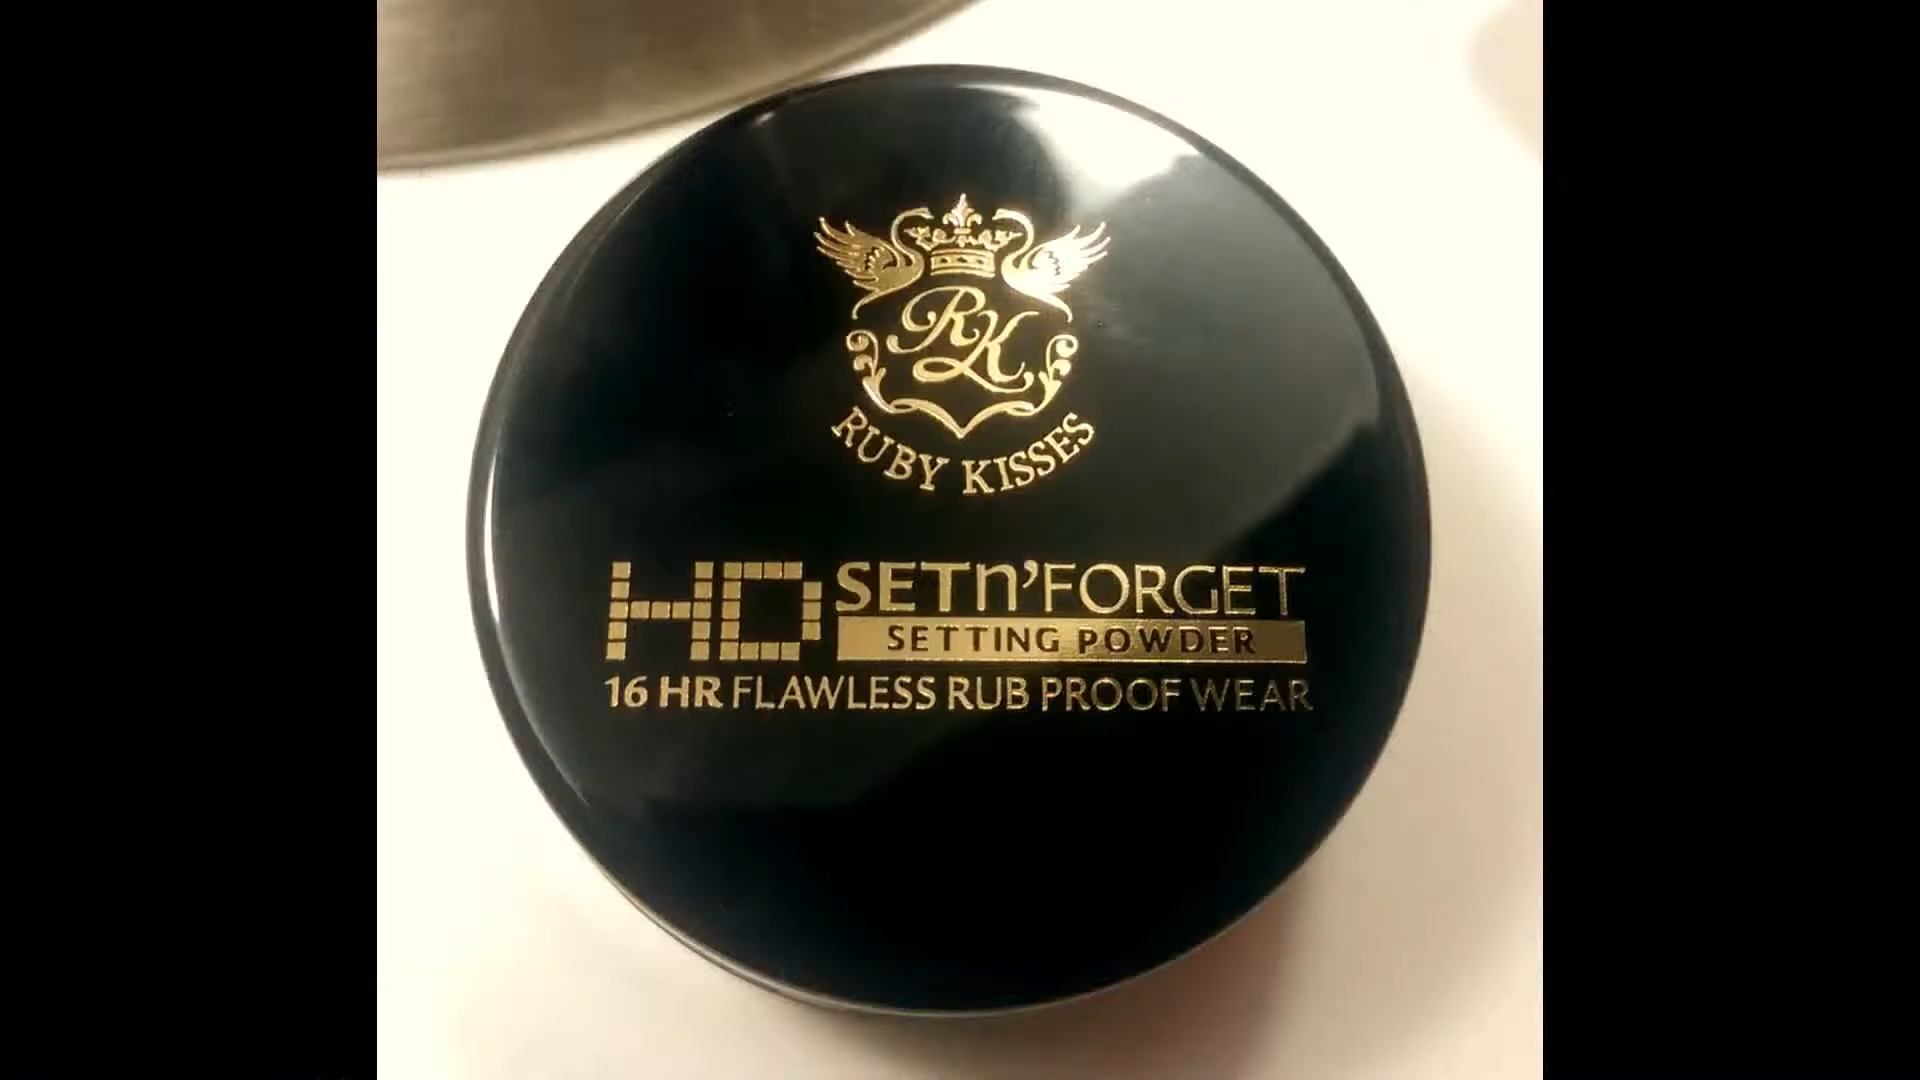 RK
RUBY KISSES
HD SETn’FORGET
SETTING POWDER
16 HR FLAWLESS RUB PROOF WEAR